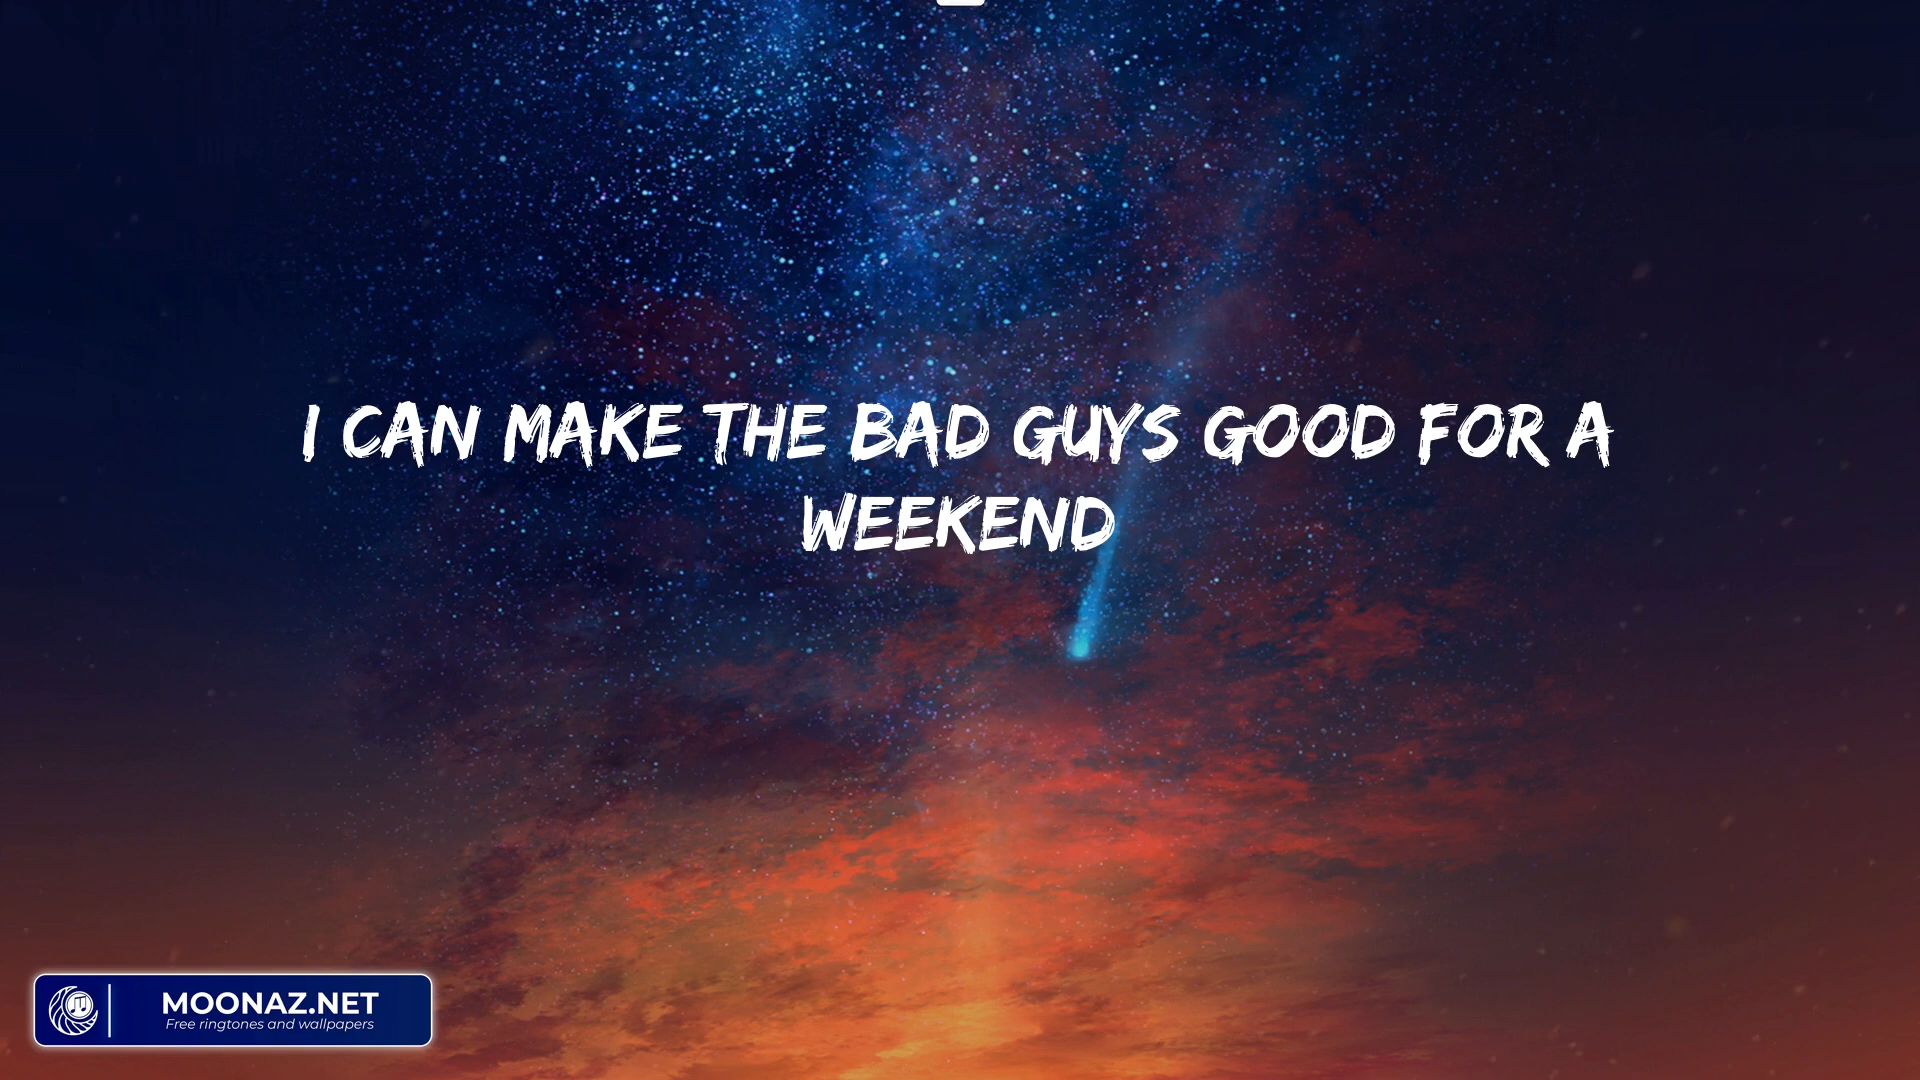 I CAN MAKE THE BAD GUYS GOOD FOR A
WEEKEND
MOONAZ.NET
Free ringtones and wallpapers